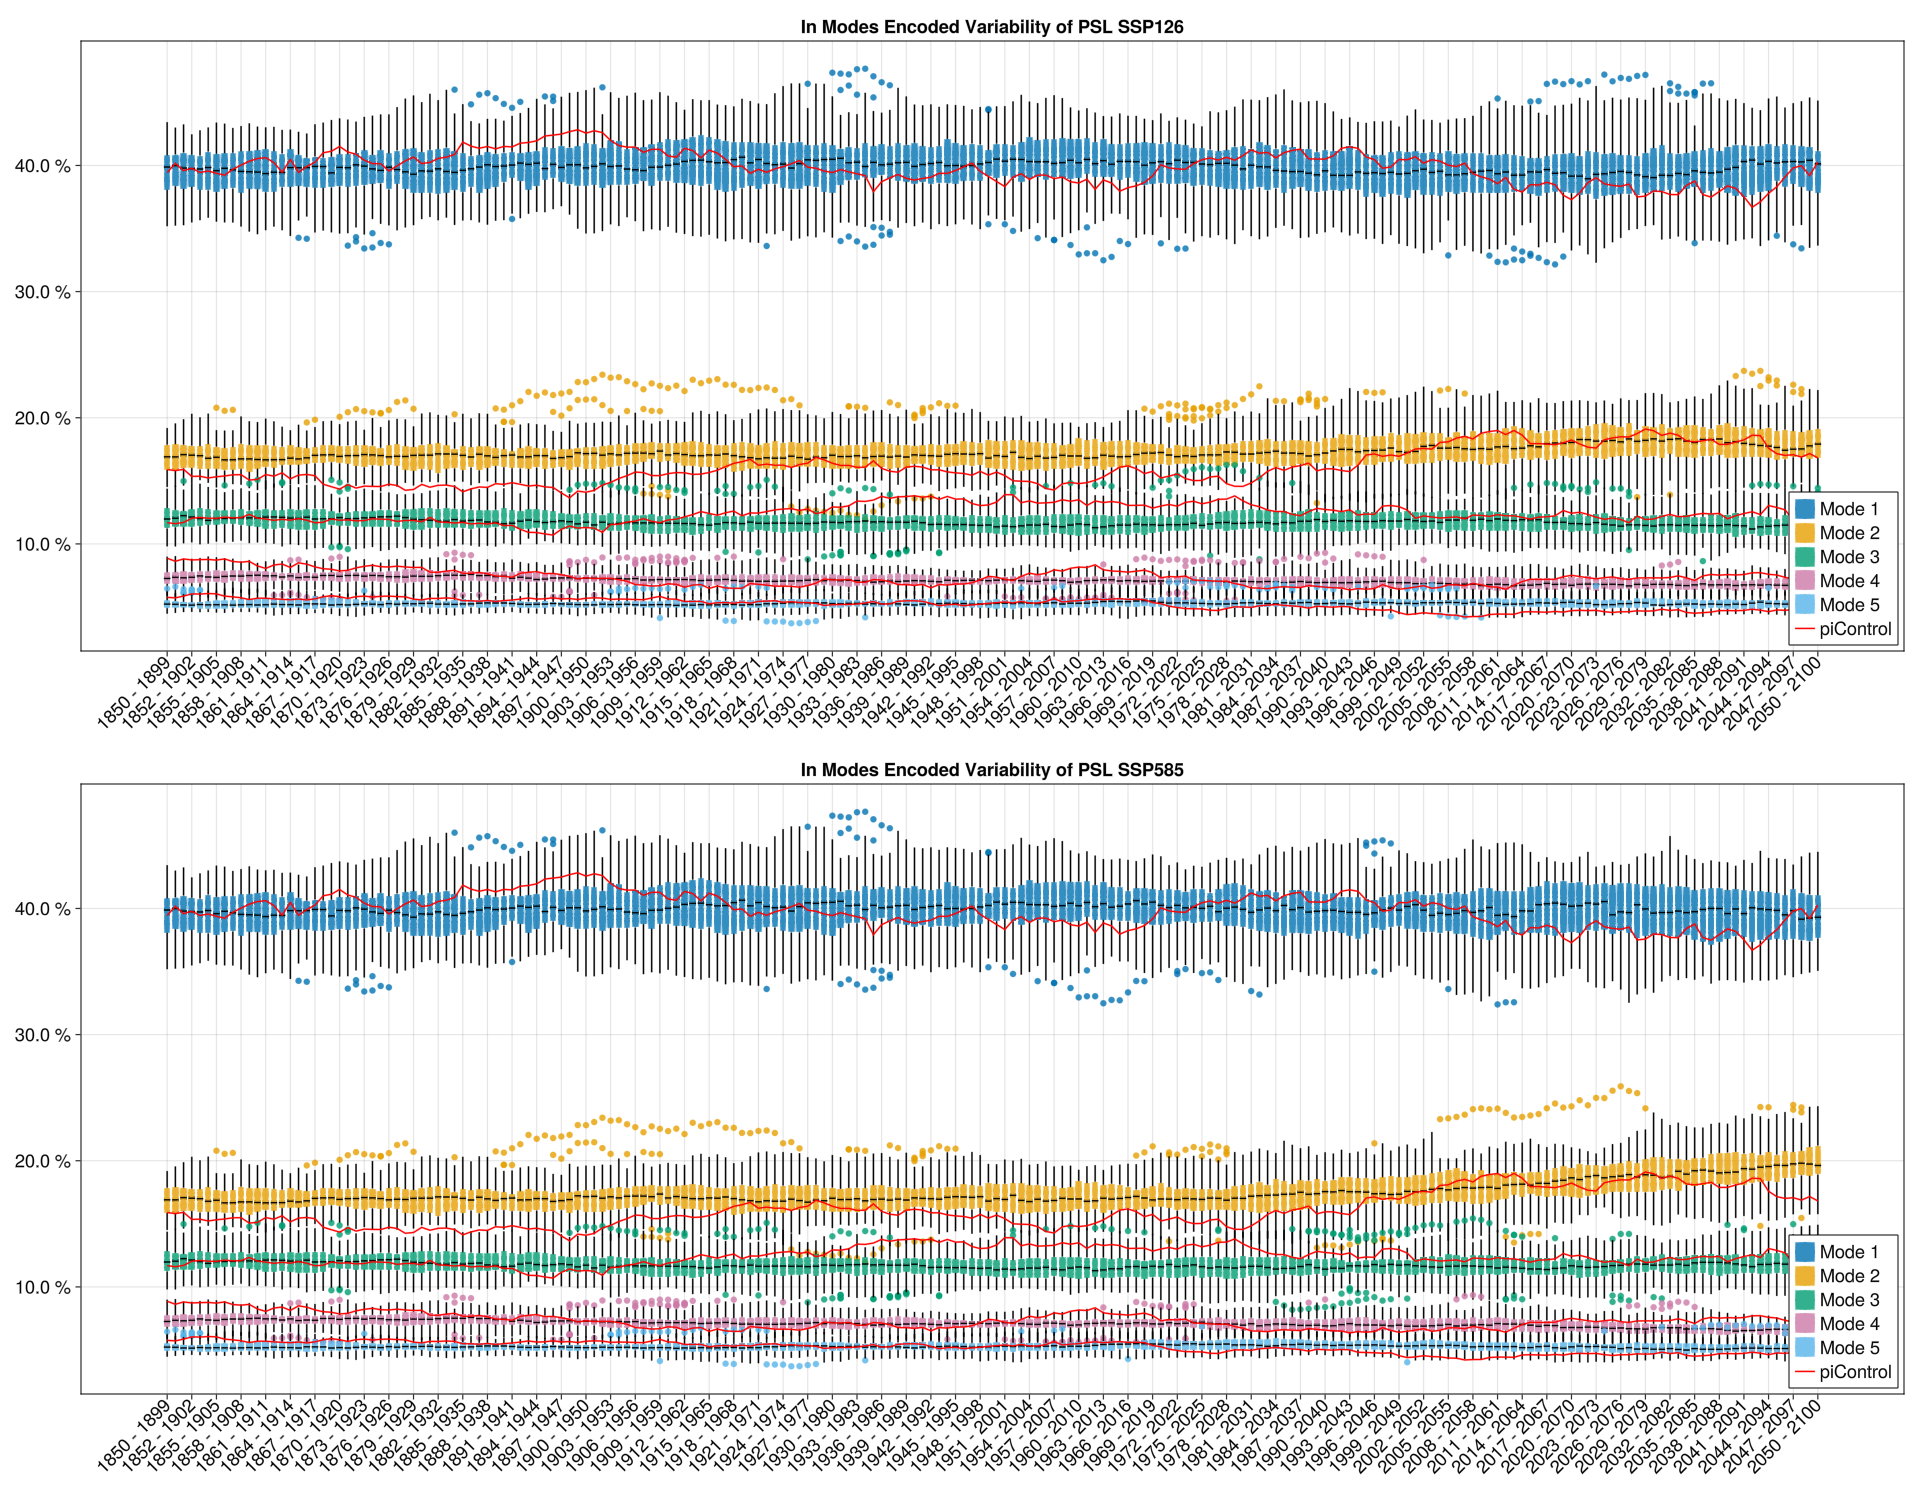 In Modes Encoded Variability of PSL SSP126
40.0 %
30.0 %
20.0 %
10.0 %
Mode 1
Mode 2
Mode 3
Mode 4
Mode 5
piControl
1850 - 1899
1852 - 1902
1855 - 1905
1858 - 1908
1861 - 1911
1864 - 1914
1867 - 1917
1870 - 1920
1873 - 1923
1876 - 1926
1879 - 1929
1882 - 1932
1885 - 1935
1888 - 1938
1891 - 1941
1894 - 1944
1897 - 1947
1900 - 1950
1903 - 1953
1906 - 1956
1909 - 1959
1912 - 1962
1915 - 1965
1918 - 1968
1921 - 1971
1924 - 1974
1927 - 1977
1930 - 1980
1933 - 1983
1936 - 1986
1939 - 1989
1942 - 1992
1945 - 1995
1948 - 1998
1951 - 2001
1954 - 2004
1957 - 2007
1960 - 2010
1963 - 2013
1966 - 2016
1969 - 2019
1972 - 2022
1975 - 2025
1978 - 2028
1981 - 2031
1984 - 2034
1987 - 2037
1990 - 2040
1993 - 2043
1996 - 2046
1999 - 2049
2002 - 2052
2005 - 2055
2008 - 2058
2011 - 2061
2014 - 2064
2017 - 2067
2020 - 2070
2023 - 2073
2026 - 2076
2029 - 2079
2032 - 2082
2035 - 2085
2038 - 2088
2041 - 2091
2044 - 2094
2047 - 2097
2050 - 2100
In Modes Encoded Variability of PSL SSP585
40.0 %
30.0 %
20.0 %
10.0 %
Mode 1
Mode 2
Mode 3
Mode 4
Mode 5
piControl
1850 - 1899
1852 - 1902
1855 - 1905
1858 - 1908
1861 - 1911
1864 - 1914
1867 - 1917
1870 - 1920
1873 - 1923
1876 - 1926
1879 - 1929
1882 - 1932
1885 - 1935
1888 - 1938
1891 - 1941
1894 - 1944
1897 - 1947
1900 - 1950
1903 - 1953
1906 - 1956
1909 - 1959
1912 - 1962
1915 - 1965
1918 - 1968
1921 - 1971
1924 - 1974
1927 - 1977
1930 - 1980
1933 - 1983
1936 - 1986
1939 - 1989
1942 - 1992
1945 - 1995
1948 - 1998
1951 - 2001
1954 - 2004
1957 - 2007
1960 - 2010
1963 - 2013
1966 - 2016
1969 - 2019
1972 - 2022
1975 - 2025
1978 - 2028
1981 - 2031
1984 - 2034
1987 - 2037
1990 - 2040
1993 - 2043
1996 - 2046
1999 - 2049
2002 - 2052
2005 - 2055
2008 - 2058
2011 - 2061
2014 - 2064
2017 - 2067
2020 - 2070
2023 - 2073
2026 - 2076
2029 - 2079
2032 - 2082
2035 - 2085
2038 - 2088
2041 - 2091
2044 - 2094
2047 - 2097
2050 - 2100